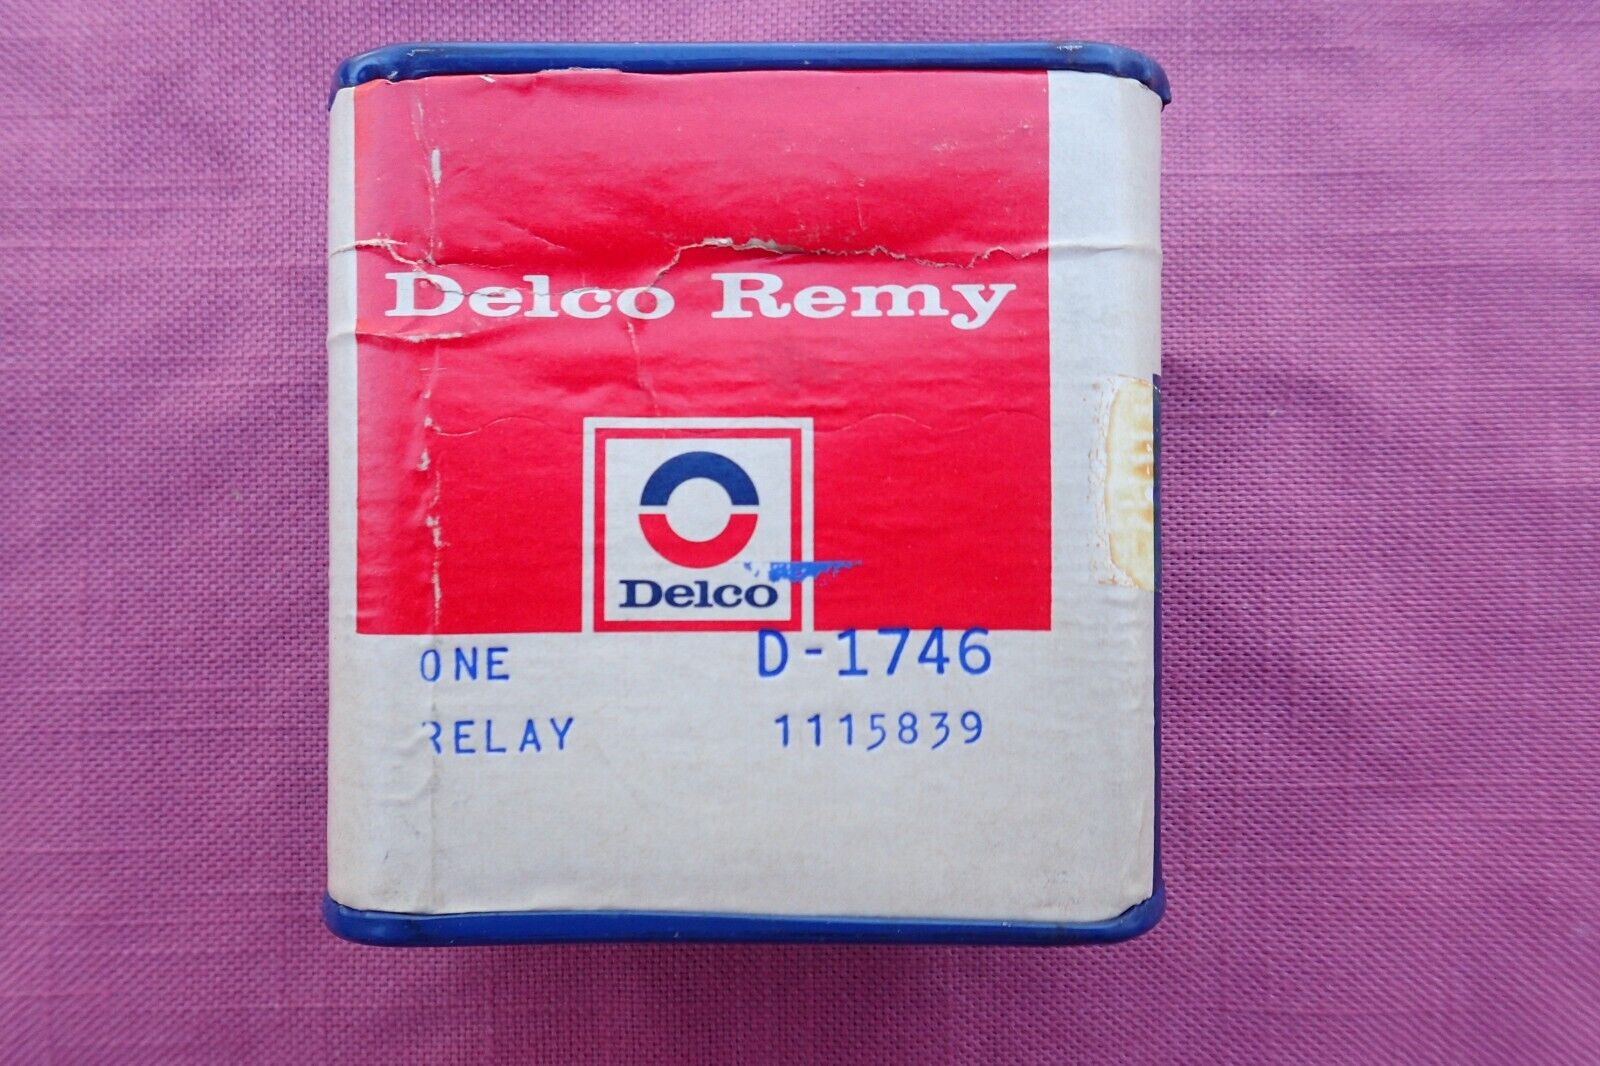 Delco Remy
Delco
ONE D-1746
RELAY 1115839